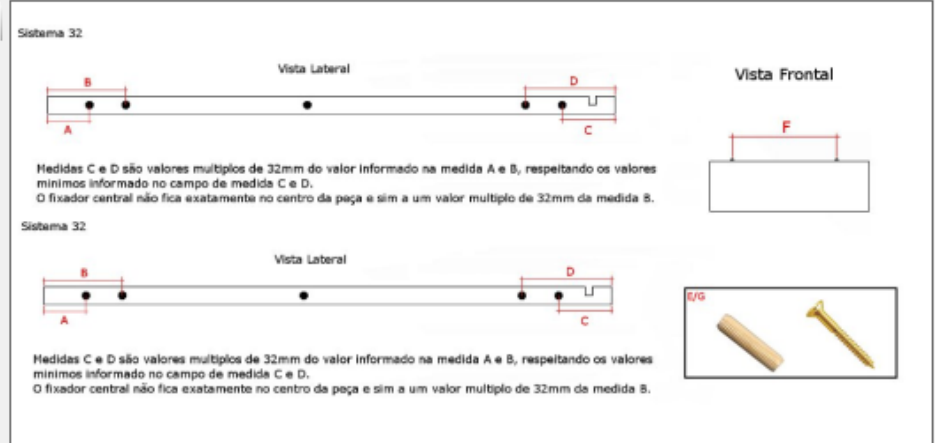 Sistema 32
Vista Lateral
B
D
A
C
Medidas C e D são valores multiplos de 32mm do valor informado na medida A e B, respeitando os valores
minimos informado no campo de medida C e D.
O fixador central não fica exatamente no centro da peça e sim a um valor multiplo de 32mm da medida B.
Vista Frontal
F
Sistema 32
Vista Lateral
B
D
A
C
Medidas C e D são valores multiplos de 32mm do valor informado na medida A e B, respeitando os valores
minimos informado no campo de medida C e D.
O fixador central não fica exatamente no centro da peça e sim a um valor multiplo de 32mm da medida B.
E/G